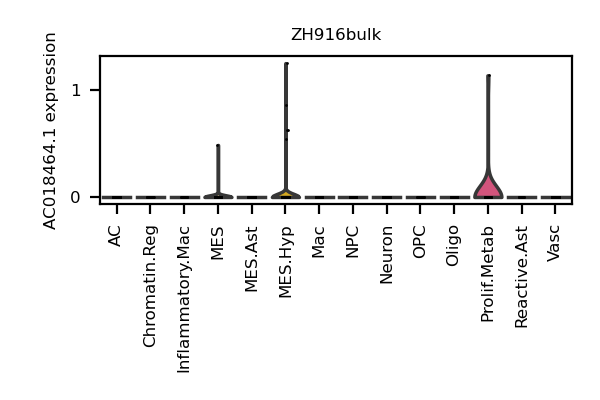 ZH916bulk
AC018464.1 expression
1
0
AC
Chromatin.Reg
Inflammatory.Mac
MES
MES.Ast
MES.Hyp
Mac
NPC
Neuron
OPC
Oligo
Prolif.Metab
Reactive.Ast
Vasc